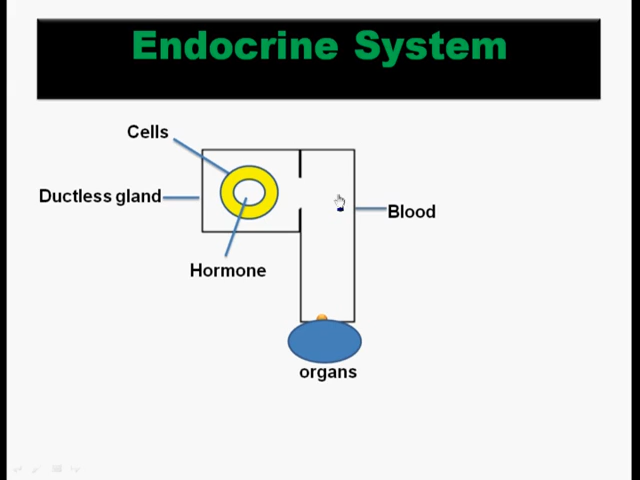 Endocrine System
Cells
Ductless gland
Blood
Hormone
organs